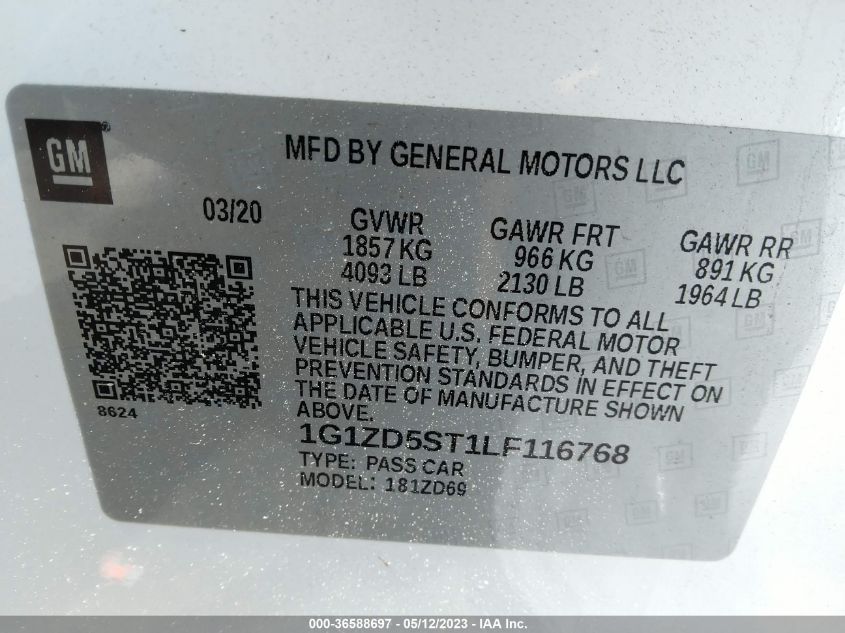 GM
MFD BY GENERAL MOTORS LLC
03/20
GVWR
1857 KG
4093 LB
GAWR FRT
966 KG
2130 LB
GAWR RR
891 KG
1964 LB
THIS VEHICLE CONFORMS TO ALL
APPLICABLE U.S. FEDERAL MOTOR
VEHICLE SAFETY, BUMPER, AND THEFT
PREVENTION STANDARDS IN EFFECT ON
THE DATE OF MANUFACTURE SHOWN
ABOVE.
8624
1G1ZD5ST1LF116768
TYPE: PASS CAR
MODEL: 181ZD69
000-36588697 - 05/12/2023 - IAA Inc.